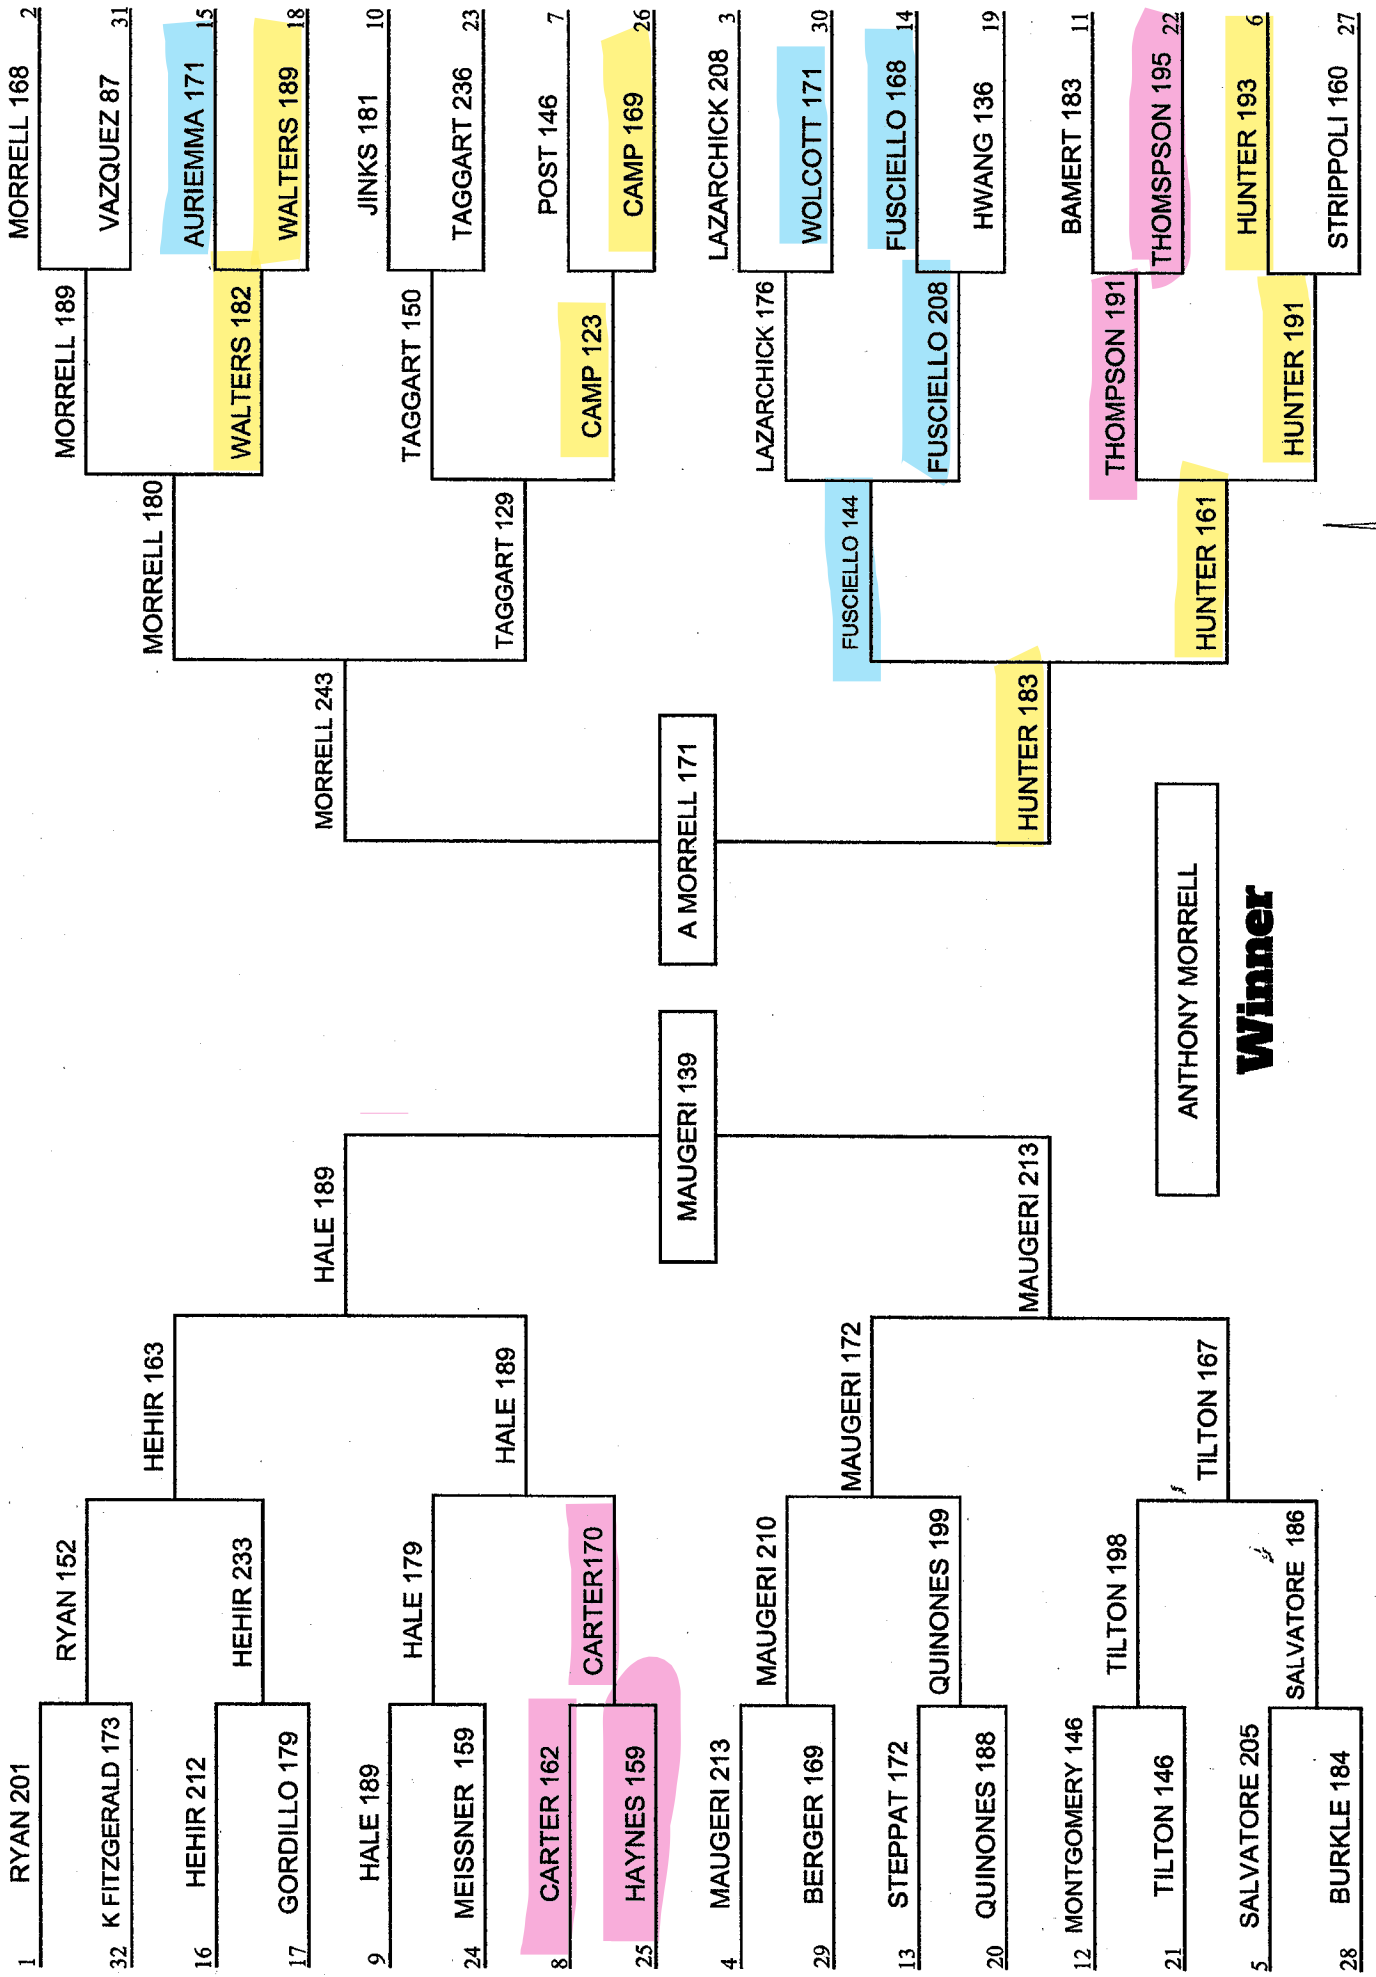 1 RYAN 201
32 K FITZGERALD 173
16 HEHIR 212
17 GORDILLO 179
9 HALE 189
24 MEISSNER 159
8 CARTER 162
25 HAYNES 159
4 MAUGERI 213
29 BERGER 169
13 STEPPAT 172
20 QUINONES 188
12 MONTGOMERY 146
21 TILTON 146
5 SALVATORE 205
28 BURKLE 184
RYAN 152
HEHIR 233
HALE 179
CARTER170
MAUGERI 210
QUINONES 199
TILTON 198
SALVATORE 186
HEHIR 163
HALE 189
MAUGERI 172
TILTON 167
HALE 189
MAUGERI 213
MAUGERI 139
A MORRELL 171
ANTHONY MORRELL
Winner
MORRELL 243
HUNTER 183
MORRELL 180
TAGGART 129
FUSCIELLO 144
HUNTER 161
MORRELL 189
WALTERS 182
TAGGART 150
CAMP 123
LAZARCHICK 176
FUSCIELLO 208
THOMPSON 191
HUNTER 191
MORRELL 168 2
VAZQUEZ 87 31
AURIEMMA 171 15
WALTERS 189 18
JINKS 181 10
TAGGART 236 23
POST 146 7
CAMP 169 26
LAZARCHICK 208 3
WOLCOTT 171 30
FUSCIELLO 168 14
HWANG 136 19
BAMERT 183 11
THOMSPSON 195 22
HUNTER 193 6
STRIPPOLI 160 27